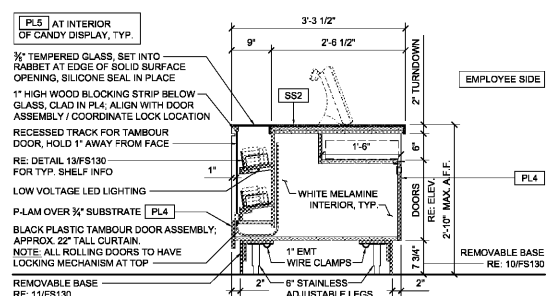 PL5 AT INTERIOR
OF CANDY DISPLAY, TYP.
⅜" TEMPERED GLASS, SET INTO
RABBET AT EDGE OF SOLID SURFACE
OPENING, SILICONE SEAL IN PLACE
1" HIGH WOOD BLOCKING STRIP BELOW
GLASS, CLAD IN PL4; ALIGN WITH DOOR
ASSEMBLY / COORDINATE LOCK LOCATION
RECESSED TRACK FOR TAMBOUR
DOOR, HOLD 1" AWAY FROM FACE
RE: DETAIL 13/FS130
FOR TYP. SHELF INFO
LOW VOLTAGE LED LIGHTING
P-LAM OVER ¾" SUBSTRATE PL4
BLACK PLASTIC TAMBOUR DOOR ASSEMBLY;
APPROX. 22" TALL CURTAIN.
NOTE: ALL ROLLING DOORS TO HAVE
LOCKING MECHANISM AT TOP
REMOVABLE BASE
RE: 11/FS130
3'-3 1/2"
9"
2'-6 1/2"
SS2
1'-6"
1"
WHITE MELAMINE
INTERIOR, TYP.
1" EMT
WIRE CLAMPS
2"
6" STAINLESS
ADJUSTABLE LEGS
2"
2" TURNDOWN
6"
DOORS
RE: ELEV.
7 3/4"
2'-10" MAX. A.F.F.
EMPLOYEE SIDE
PL4
REMOVABLE BASE
RE: 10/FS130